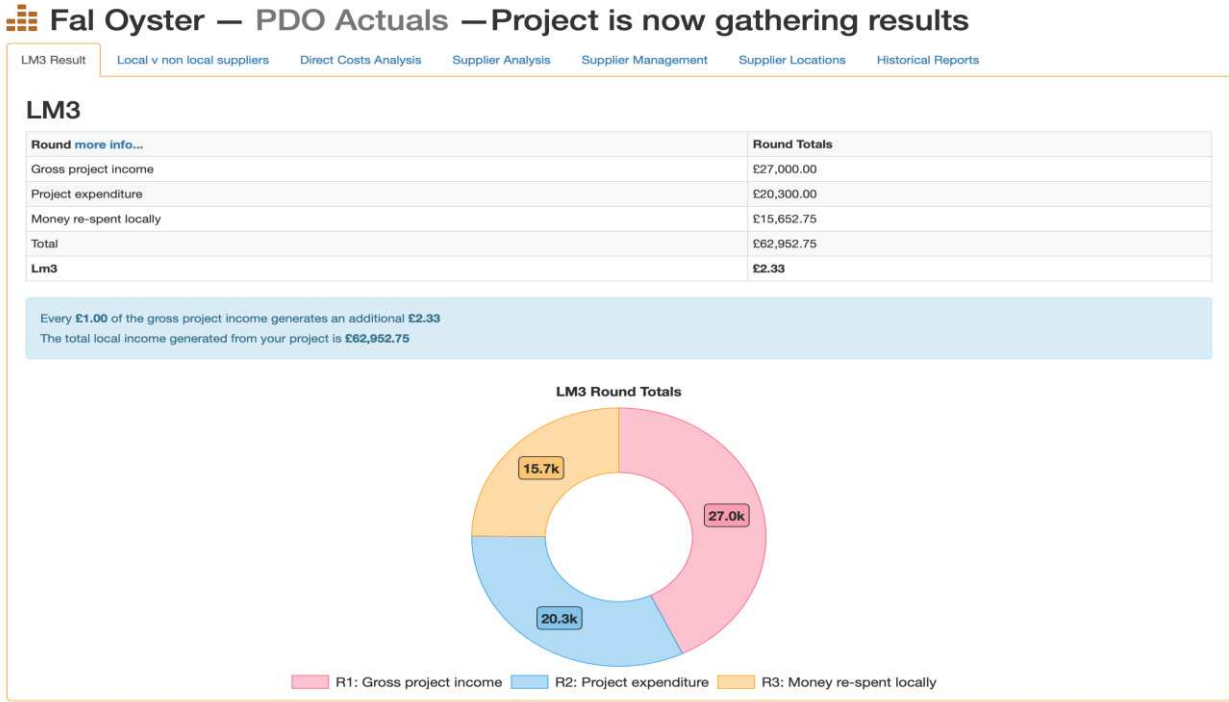 Fal Oyster — PDO Actuals —Project is now gathering results
LM3 Result Local v non local suppliers Direct Costs Analysis Supplier Analysis Supplier Management Supplier Locations Historical Reports
LM3
Round more info... Round Totals
Gross project income £27,000.00
Project expenditure £20,300.00
Money re-spent locally £15,652.75
Total £62,952.75
Lm3 £2.33
Every £1.00 of the gross project income generates an additional £2.33
The total local income generated from your project is £62,952.75
LM3 Round Totals
15.7k
27.0k
20.3k
R1: Gross project income R2: Project expenditure R3: Money re-spent locally